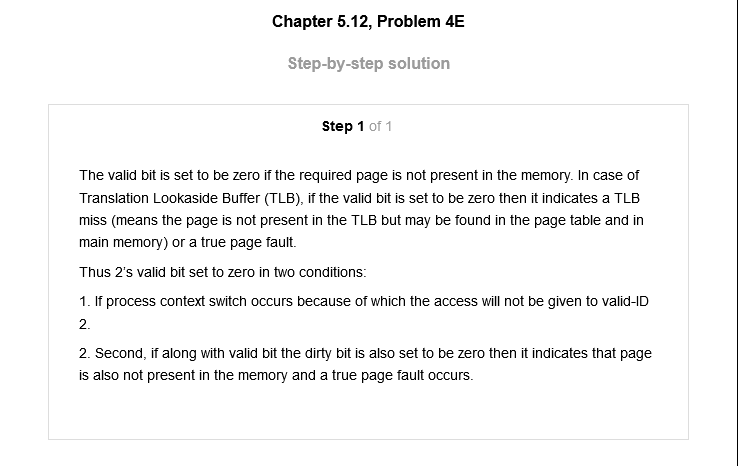 Chapter 5.12, Problem 4E
Step-by-step solution
Step 1 of 1
The valid bit is set to be zero if the required page is not present in the memory. In case of
Translation Lookaside Buffer (TLB), if the valid bit is set to be zero then it indicates a TLB
miss (means the page is not present in the TLB but may be found in the page table and in
main memory) or a true page fault.
Thus 2's valid bit set to zero in two conditions:
1. If process context switch occurs because of which the access will not be given to valid-ID
2.
2. Second, if along with valid bit the dirty bit is also set to be zero then it indicates that page
is also not present in the memory and a true page fault occurs.